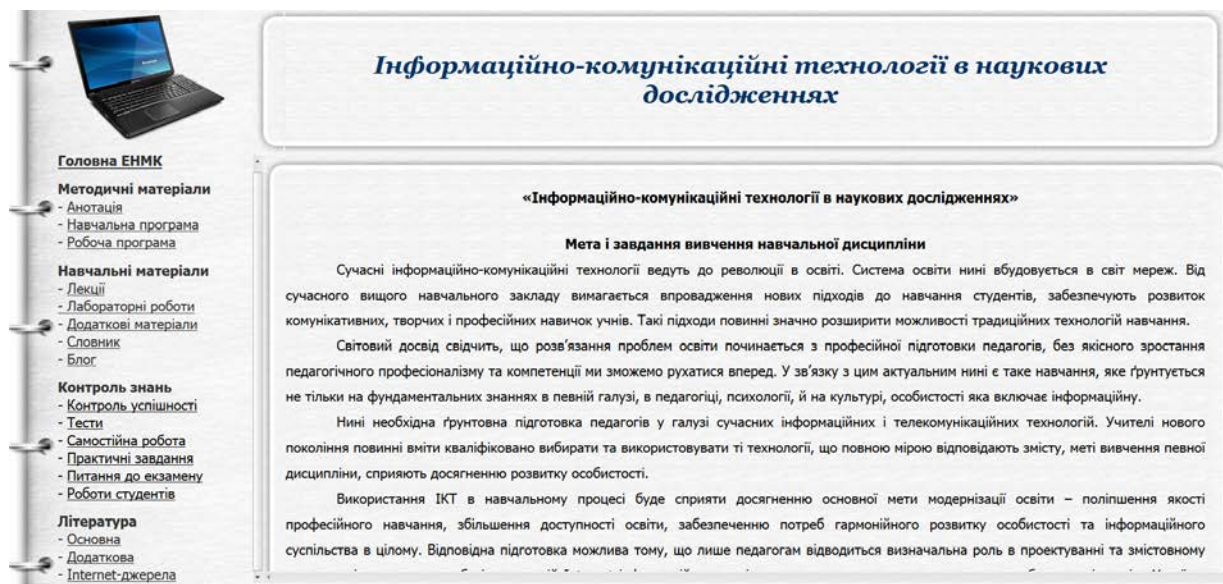 Інформаційно-комунікаційні технології в наукових
дослідженнях
Головна ЕНМК
Методичні матеріали
- Анотація
- Навчальна програма
- Робоча програма
Навчальні матеріали
- Лекції
- Лабораторні роботи
- Додаткові матеріали
- Словник
- Блог
Контроль знань
- Контроль успішності
- Тести
- Самостійна робота
- Практичні завдання
- Питання до екзамену
- Роботи студентів
Література
- Основна
- Додаткова
- Internet-джерела
«Інформаційно-комунікаційні технології в наукових дослідженнях»
Мета і завдання вивчення навчальної дисципліни
Сучасні інформаційно-комунікаційні технології ведуть до революції в освіті. Система освіти нині вбудовується в світ мереж. Від
сучасного вищого навчального закладу вимагається впровадження нових підходів до навчання студентів, забезпечують розвиток
комунікативних, творчих і професійних навичок учнів. Такі підходи повинні значно розширити можливості традиційних технологій навчання.
Світовий досвід свідчить, що розв’язання проблем освіти починається з професійної підготовки педагогів, без якісного зростання
педагогічного професіоналізму та компетенції ми зможемо рухатися вперед. У зв’язку з цим актуальним нині є таке навчання, яке ґрунтується
не тільки на фундаментальних знаннях в певній галузі, в педагогіці, психології, й на культурі, особистості яка включає інформаційну.
Нині необхідна ґрунтовна підготовка педагогів у галузі сучасних інформаційних і телекомунікаційних технологій. Учителі нового
покоління повинні вміти кваліфіковано вибирати та використовувати ті технології, що повною мірою відповідають змісту, меті вивчення певної
дисципліни, сприяють досягненню розвитку особистості.
Використання ІКТ в навчальному процесі буде сприяти досягненню основної мети модернізації освіти – поліпшення якості
професійного навчання, збільшення доступності освіти, забезпеченню потреб гармонійного розвитку особистості та інформаційного
суспільства в цілому. Відповідна підготовка можлива тому, що лише педагогам відводиться визначальна роль в проектуванні та змістовному